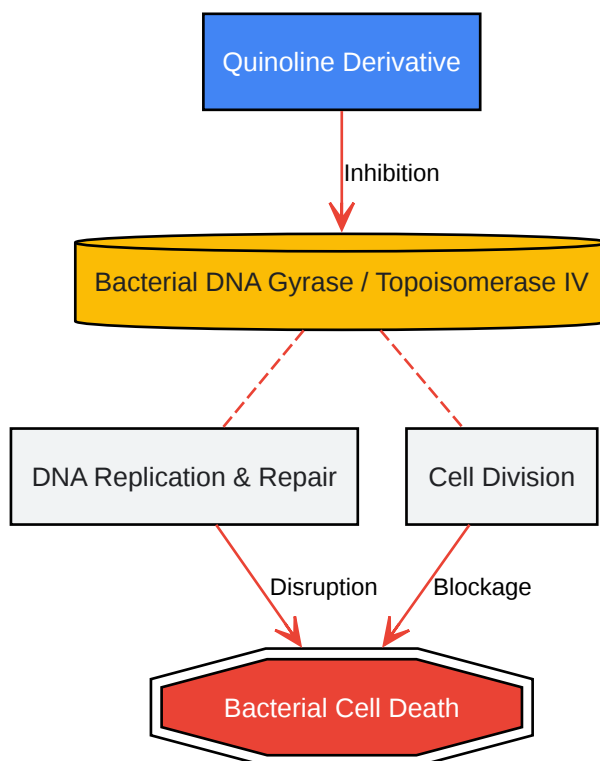 Quinoline Derivative
Inhibition
Bacterial DNA Gyrase / Topoisomerase IV
DNA Replication & Repair
Cell Division
Disruption
Blockage
Bacterial Cell Death